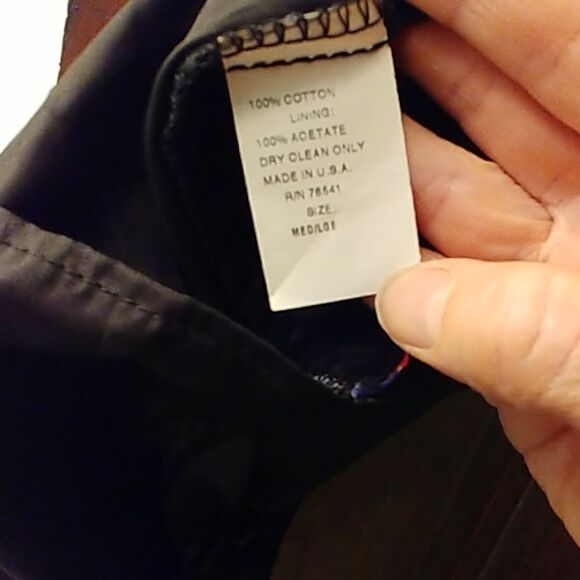 100% COTTON
LINING:
100% ACETATE
DRY CLEAN ONLY
MADE IN U.S.A.
R/N 76541
SIZE:
MED/LGE